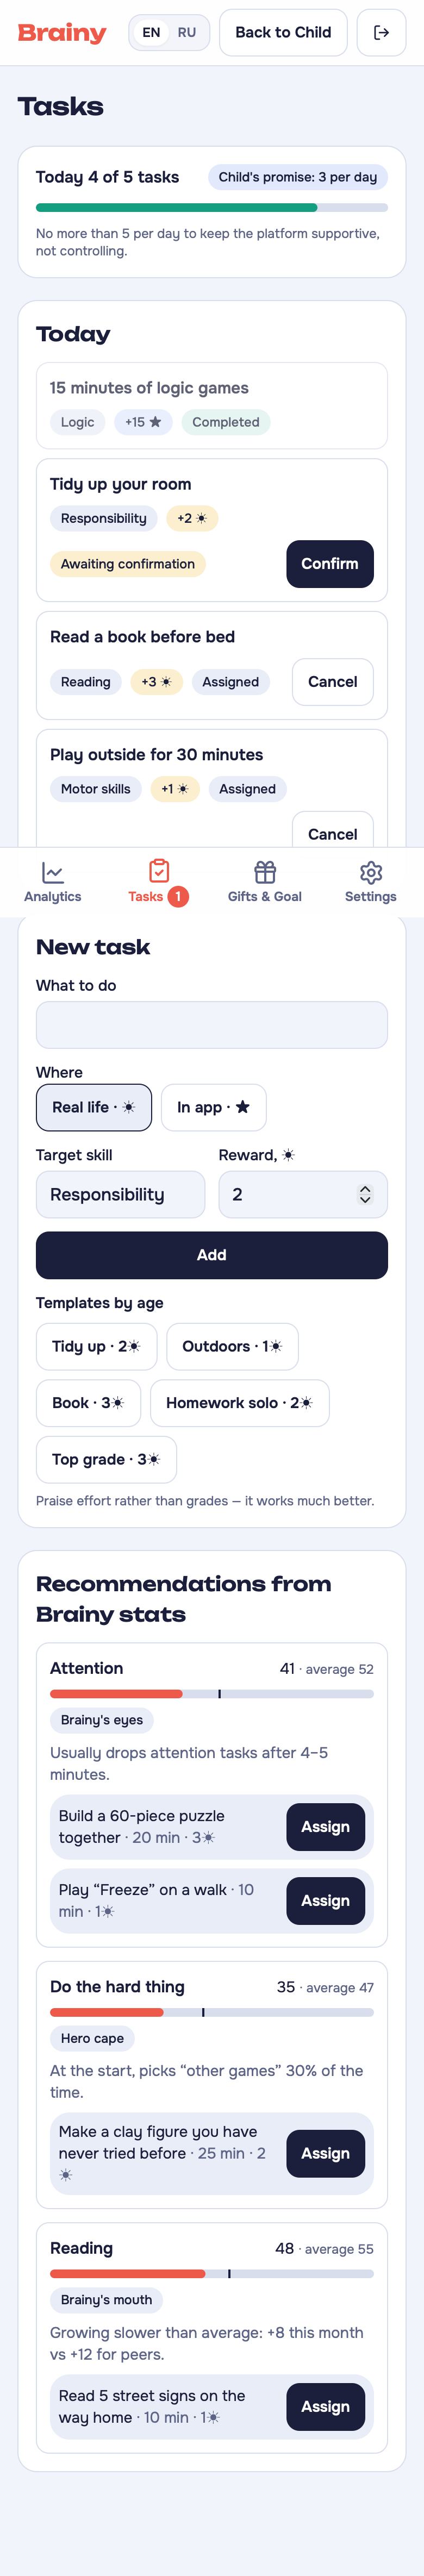 Brainy
EN RU
Back to Child
Tasks
Today 4 of 5 tasks
Child's promise: 3 per day
No more than 5 per day to keep the platform supportive,
not controlling.
Today
15 minutes of logic games
Logic +15 ★ Completed
Tidy up your room
Responsibility +2 ☀
Awaiting confirmation
Confirm
Read a book before bed
Reading +3 ☀ Assigned
Cancel
Play outside for 30 minutes
Motor skills +1 ☀ Assigned
Cancel
Analytics
Tasks 1
Gifts & Goal
Settings
New task
What to do
Where
Real life · ☀
In app · ★
Target skill
Reward, ☀
Responsibility
2
Add
Templates by age
Tidy up · 2☀
Outdoors · 1☀
Book · 3☀
Homework solo · 2☀
Top grade · 3☀
Praise effort rather than grades — it works much better.
Recommendations from
Brainy stats
Attention
41 · average 52
Brainy's eyes
Usually drops attention tasks after 4–5
minutes.
Build a 60-piece puzzle
together · 20 min · 3☀
Assign
Play “Freeze” on a walk · 10
min · 1☀
Assign
Do the hard thing
35 · average 47
Hero cape
At the start, picks “other games” 30% of the
time.
Make a clay figure you have
never tried before · 25 min · 2
☀
Assign
Reading
48 · average 55
Brainy's mouth
Growing slower than average: +8 this month
vs +12 for peers.
Read 5 street signs on the
way home · 10 min · 1☀
Assign